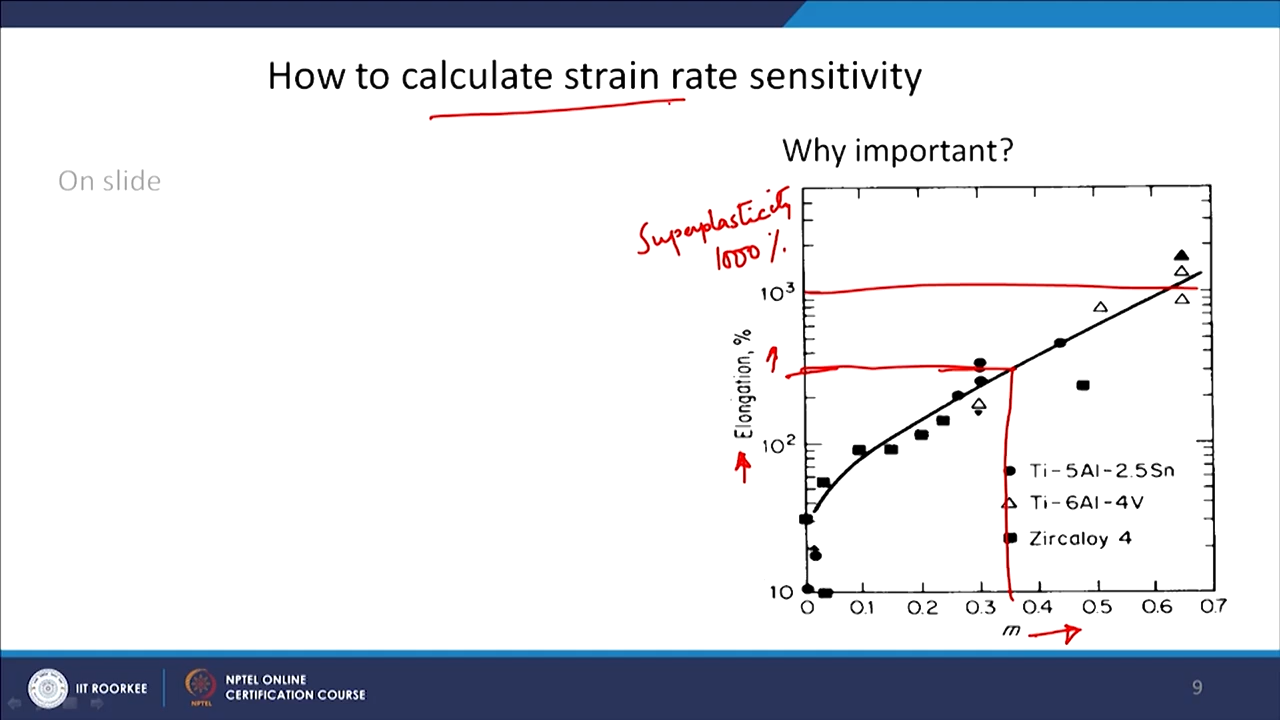 How to calculate strain rate sensitivity
Why important?
On slide
Superplasticity
1000 %
10³
10²
10
Elongation, %
Ti-5Al-2.5Sn
Ti-6Al-4V
Zircaloy 4
0 0.1 0.2 0.3 0.4 0.5 0.6 0.7
m
IIT ROORKEE
NPTEL ONLINE
CERTIFICATION COURSE
NPTEL
9